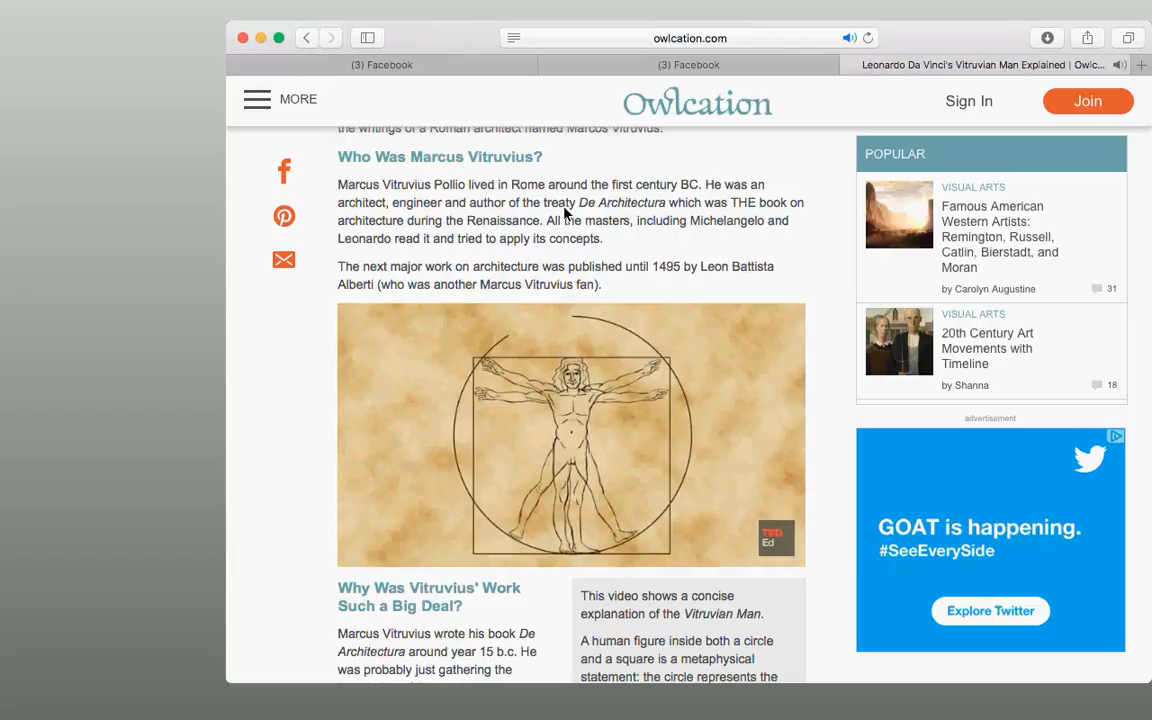 owlcation.com
(3) Facebook
(3) Facebook
Leonardo Da Vinci's Vitruvian Man Explained | Owlc...
MORE
Owlcation
Sign In
Join
the writings of a Roman architect named Marcos Vitruvius.
Who Was Marcus Vitruvius?
Marcus Vitruvius Pollio lived in Rome around the first century BC. He was an
architect, engineer and author of the treaty De Architectura which was THE book on
architecture during the Renaissance. All the masters, including Michelangelo and
Leonardo read it and tried to apply its concepts.
The next major work on architecture was published until 1495 by Leon Battista
Alberti (who was another Marcus Vitruvius fan).
TED
Ed
Why Was Vitruvius' Work
Such a Big Deal?
Marcus Vitruvius wrote his book De
Architectura around year 15 b.c. He
was probably just gathering the
This video shows a concise
explanation of the Vitruvian Man.
A human figure inside both a circle
and a square is a metaphysical
statement: the circle represents the
POPULAR
VISUAL ARTS
Famous American
Western Artists:
Remington, Russell,
Catlin, Bierstadt, and
Moran
by Carolyn Augustine
31
VISUAL ARTS
20th Century Art
Movements with
Timeline
by Shanna
18
advertisement
GOAT is happening.
#SeeEverySide
Explore Twitter